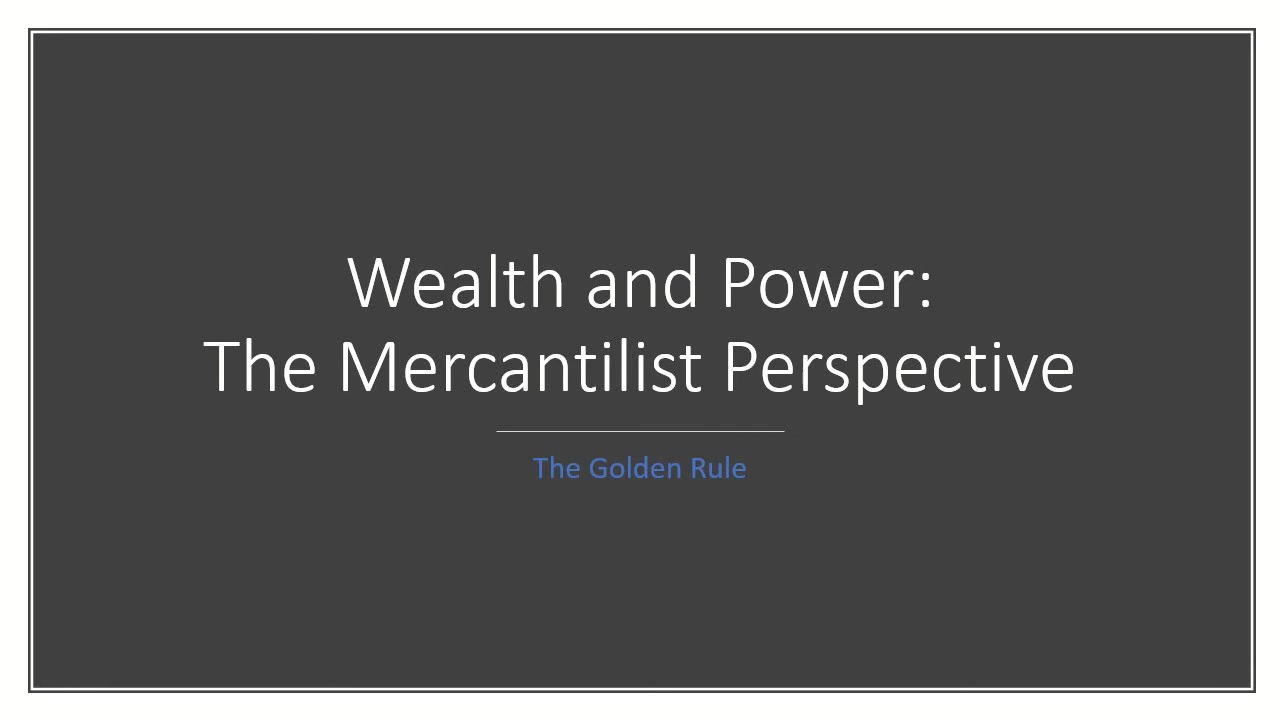 Wealth and Power:
The Mercantilist Perspective
The Golden Rule